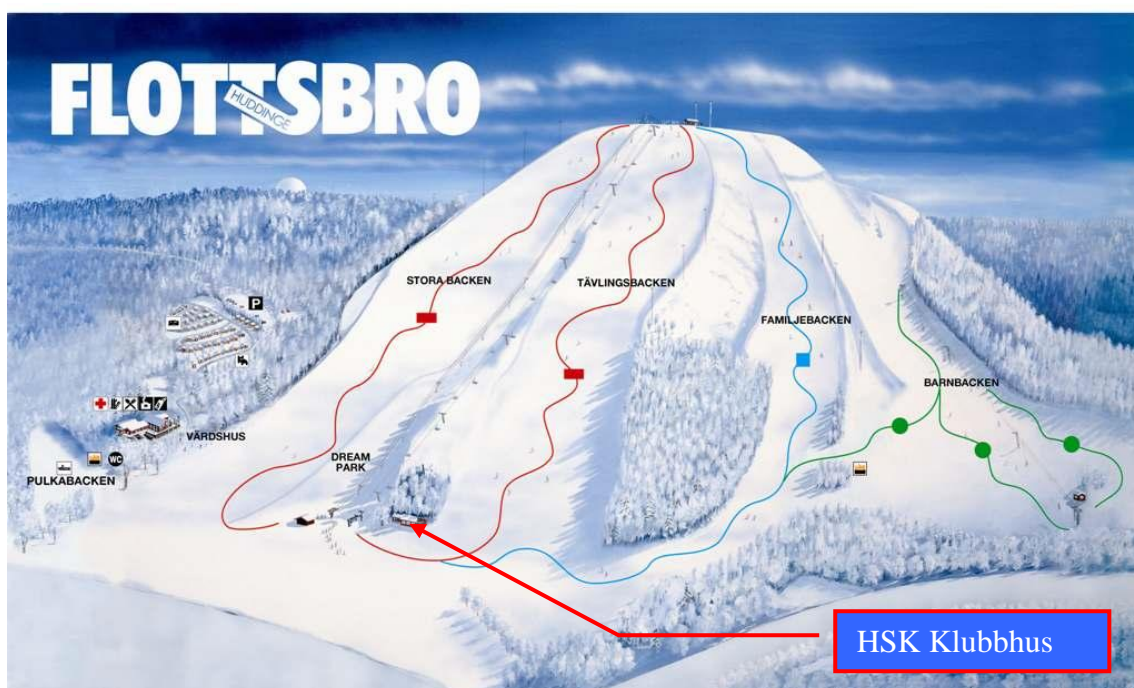 FLOTTSBRO
HUDDINGE
STORA BACKEN
TÄVLINGSBACKEN
FAMILJEBACKEN
BARNBACKEN
P
VÄRDSHUS
DREAM
PARK
WC
PULKABACKEN
HSK Klubbhus